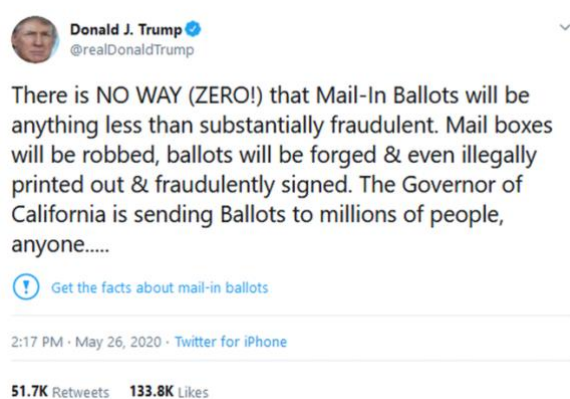 Donald J. Trump
@realDonaldTrump
There is NO WAY (ZERO!) that Mail-In Ballots will be
anything less than substantially fraudulent. Mail boxes
will be robbed, ballots will be forged & even illegally
printed out & fraudulently signed. The Governor of
California is sending Ballots to millions of people,
anyone.....
Get the facts about mail-in ballots
2:17 PM · May 26, 2020 · Twitter for iPhone
51.7K Retweets 133.8K Likes